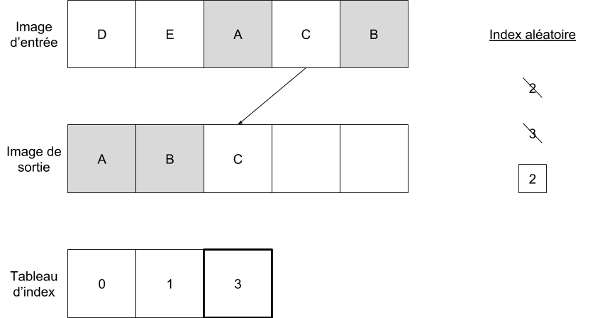 Image
d'entrée
D E A C B
Index aléatoire
2
3
2
Image de
sortie
A B C
Tableau
d'index
0 1 3